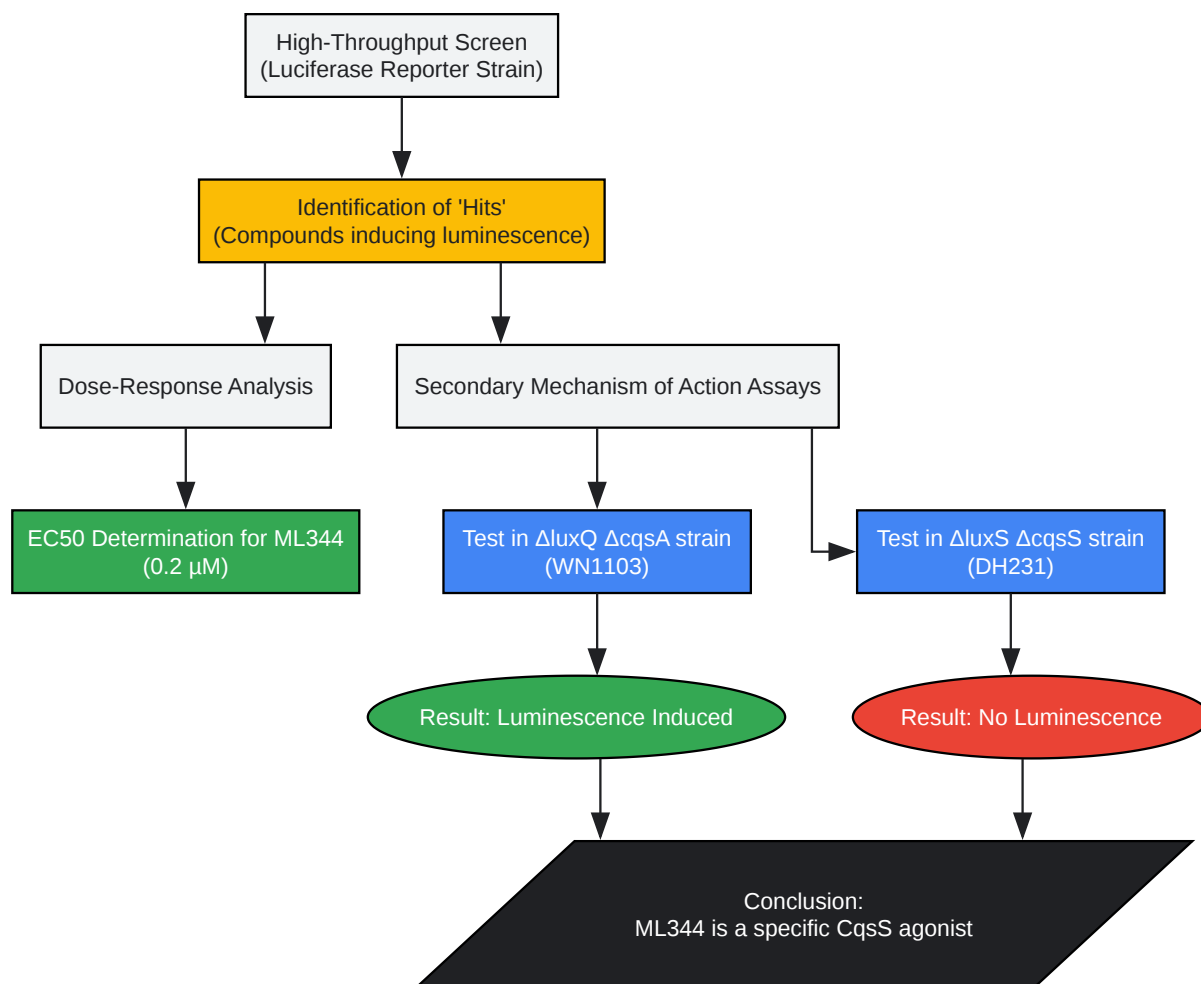 High-Throughput Screen
(Luciferase Reporter Strain)
Identification of 'Hits'
(Compounds inducing luminescence)
Dose-Response Analysis
Secondary Mechanism of Action Assays
EC50 Determination for ML344
(0.2 µM)
Test in ΔluxQ ΔcqsA strain
(WN1103)
Test in ΔluxS ΔcqsS strain
(DH231)
Result: Luminescence Induced
Result: No Luminescence
Conclusion:
ML344 is a specific CqsS agonist